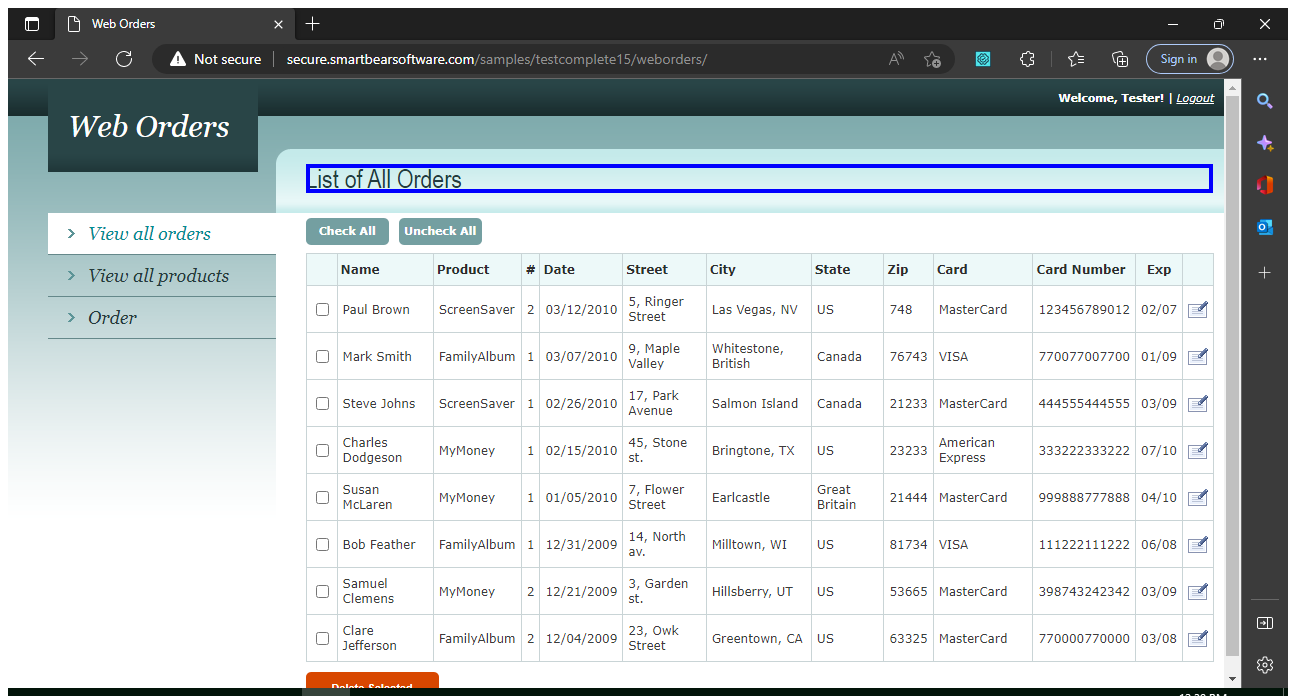 Web Orders
Not secure secure.smartbearsoftware.com/samples/testcomplete15/weborders/ Sign in
Welcome, Tester! | Logout
Web Orders
List of All Orders
View all orders
View all products
Order
Check All Uncheck All
Name Product # Date Street City State Zip Card Card Number Exp
Paul Brown ScreenSaver 2 03/12/2010 5, Ringer Street Las Vegas, NV US 748 MasterCard 123456789012 02/07
Mark Smith FamilyAlbum 1 03/07/2010 9, Maple Valley Whitestone, British Canada 76743 VISA 770077007700 01/09
Steve Johns ScreenSaver 1 02/26/2010 17, Park Avenue Salmon Island Canada 21233 MasterCard 444555444555 03/09
Charles Dodgeson MyMoney 1 02/15/2010 45, Stone st. Bringtone, TX US 23233 American Express 333222333222 07/10
Susan McLaren MyMoney 1 01/05/2010 7, Flower Street Earlcastle Great Britain 21444 MasterCard 999888777888 04/10
Bob Feather FamilyAlbum 1 12/31/2009 14, North av. Milltown, WI US 81734 VISA 111222111222 06/08
Samuel Clemens MyMoney 2 12/21/2009 3, Garden st. Hillsberry, UT US 53665 MasterCard 398743242342 03/09
Clare Jefferson FamilyAlbum 2 12/04/2009 23, Owk Street Greentown, CA US 63325 MasterCard 770000770000 03/08
Delete Selected